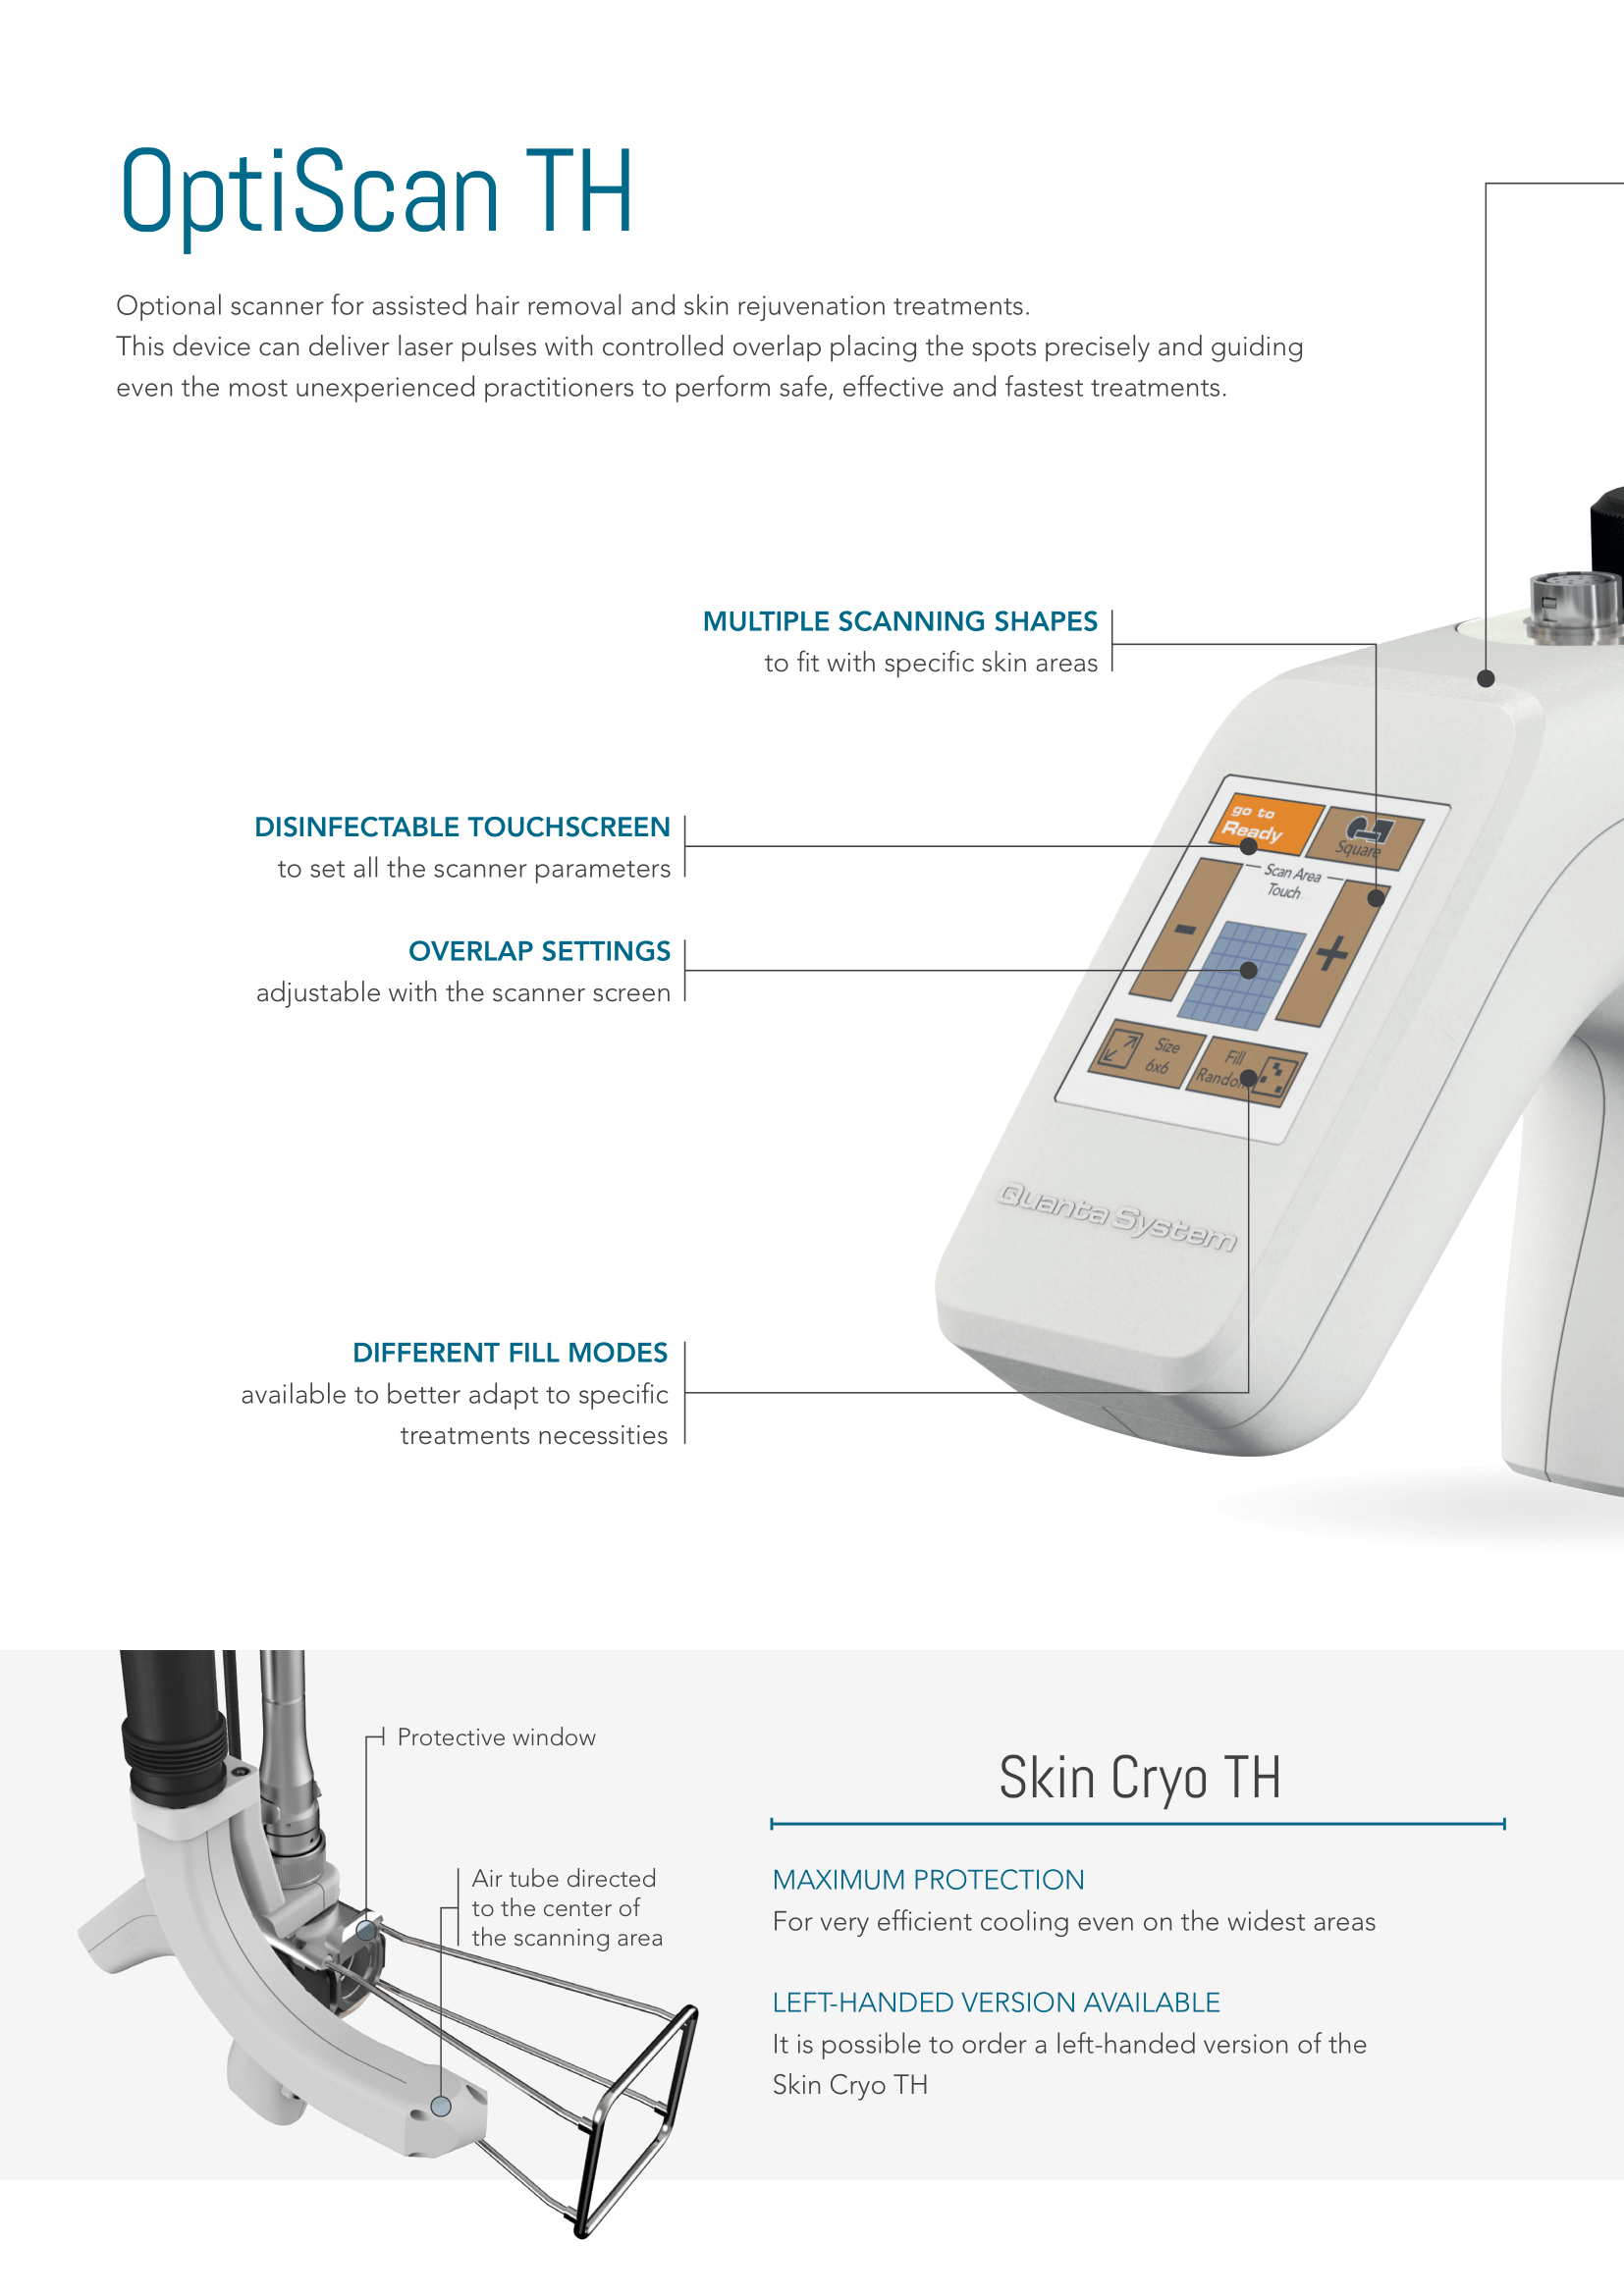 OptiScan TH
Optional scanner for assisted hair removal and skin rejuvenation treatments.
This device can deliver laser pulses with controlled overlap placing the spots precisely and guiding
even the most unexperienced practitioners to perform safe, effective and fastest treatments.
MULTIPLE SCANNING SHAPES
to fit with specific skin areas
DISINFECTABLE TOUCHSCREEN
to set all the scanner parameters
OVERLAP SETTINGS
adjustable with the scanner screen
go to
Ready
Square
Scan Area
Touch
-
+
Size
6x6
Fill
Random
Quanta System
DIFFERENT FILL MODES
available to better adapt to specific
treatments necessities
Protective window
Air tube directed
to the center of
the scanning area
Skin Cryo TH
MAXIMUM PROTECTION
For very efficient cooling even on the widest areas
LEFT-HANDED VERSION AVAILABLE
It is possible to order a left-handed version of the
Skin Cryo TH